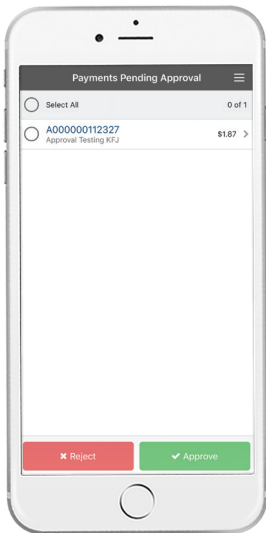 Payments Pending Approval
Select All 0 of 1
A000000112327 $1.87
Approval Testing KFJ
Reject Approve